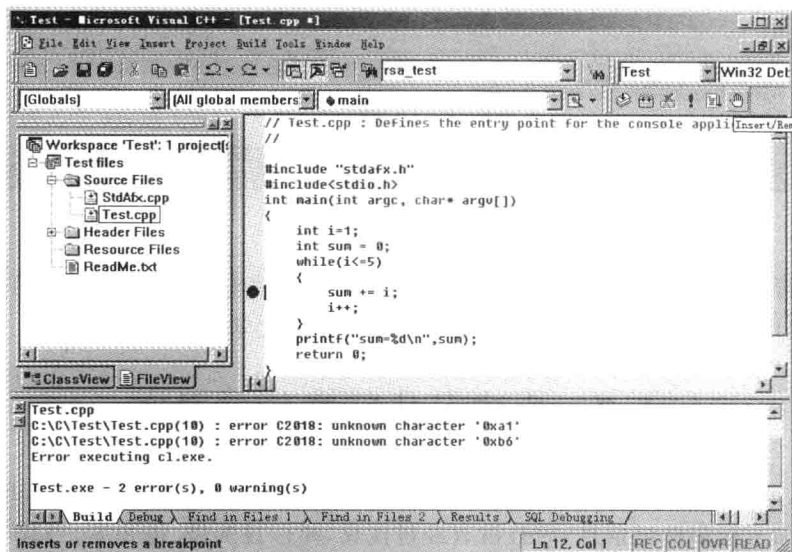 Test - Microsoft Visual C++ - [Test.cpp *]
File Edit View Insert Project Build Tools Window Help
rsa_test Test Win32 Deb
(Globals) (All global members main
// Test.cpp : Defines the entry point for the console appli
Insert/Rem
//
#include "stdafx.h"
#include<stdio.h>
int main(int argc, char* argv[])
{
int i=1;
int sum = 0;
while(i<=5)
{
sum += i;
i++;
}
printf("sum=%d\n",sum);
return 0;
}
Workspace 'Test': 1 project(s
Test files
Source Files
StdAfx.cpp
Test.cpp
Header Files
Resource Files
ReadMe.txt
ClassView FileView
Test.cpp
C:\C\Test\Test.cpp(10) : error C2018: unknown character '0xa1'
C:\C\Test\Test.cpp(10) : error C2018: unknown character '0xb6'
Error executing cl.exe.
Test.exe - 2 error(s), 0 warning(s)
Build Debug Find in Files 1 Find in Files 2 Results SQL Debugging
Inserts or removes a breakpoint
Ln 12, Col 1 REC COL OVR READ